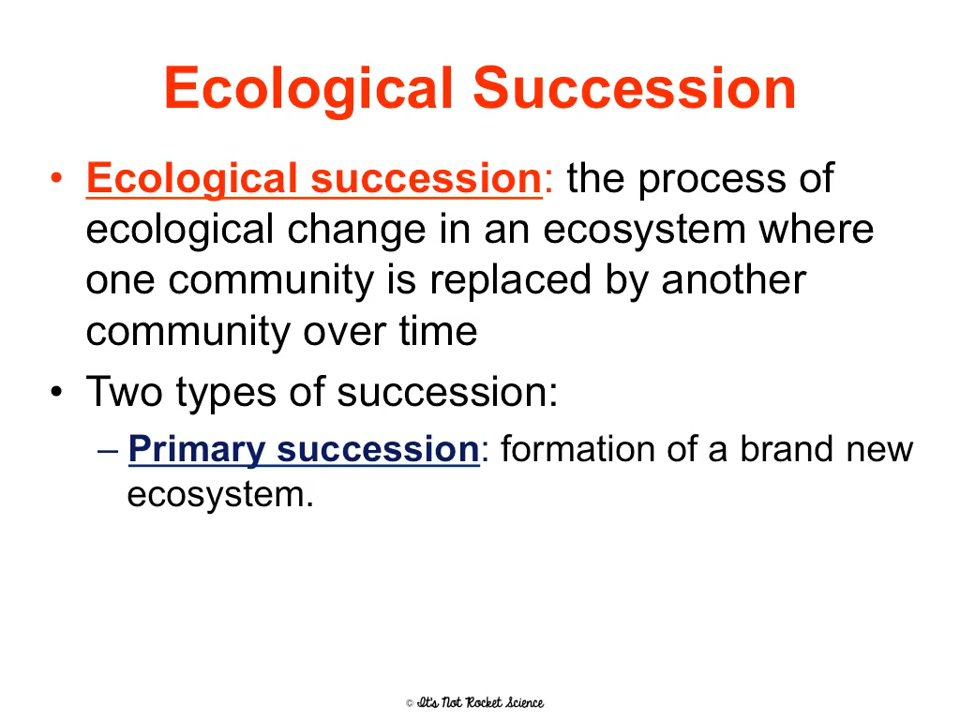 Ecological Succession
• Ecological succession: the process of
ecological change in an ecosystem where
one community is replaced by another
community over time
• Two types of succession:
– Primary succession: formation of a brand new
ecosystem.
© It's Not Rocket Science